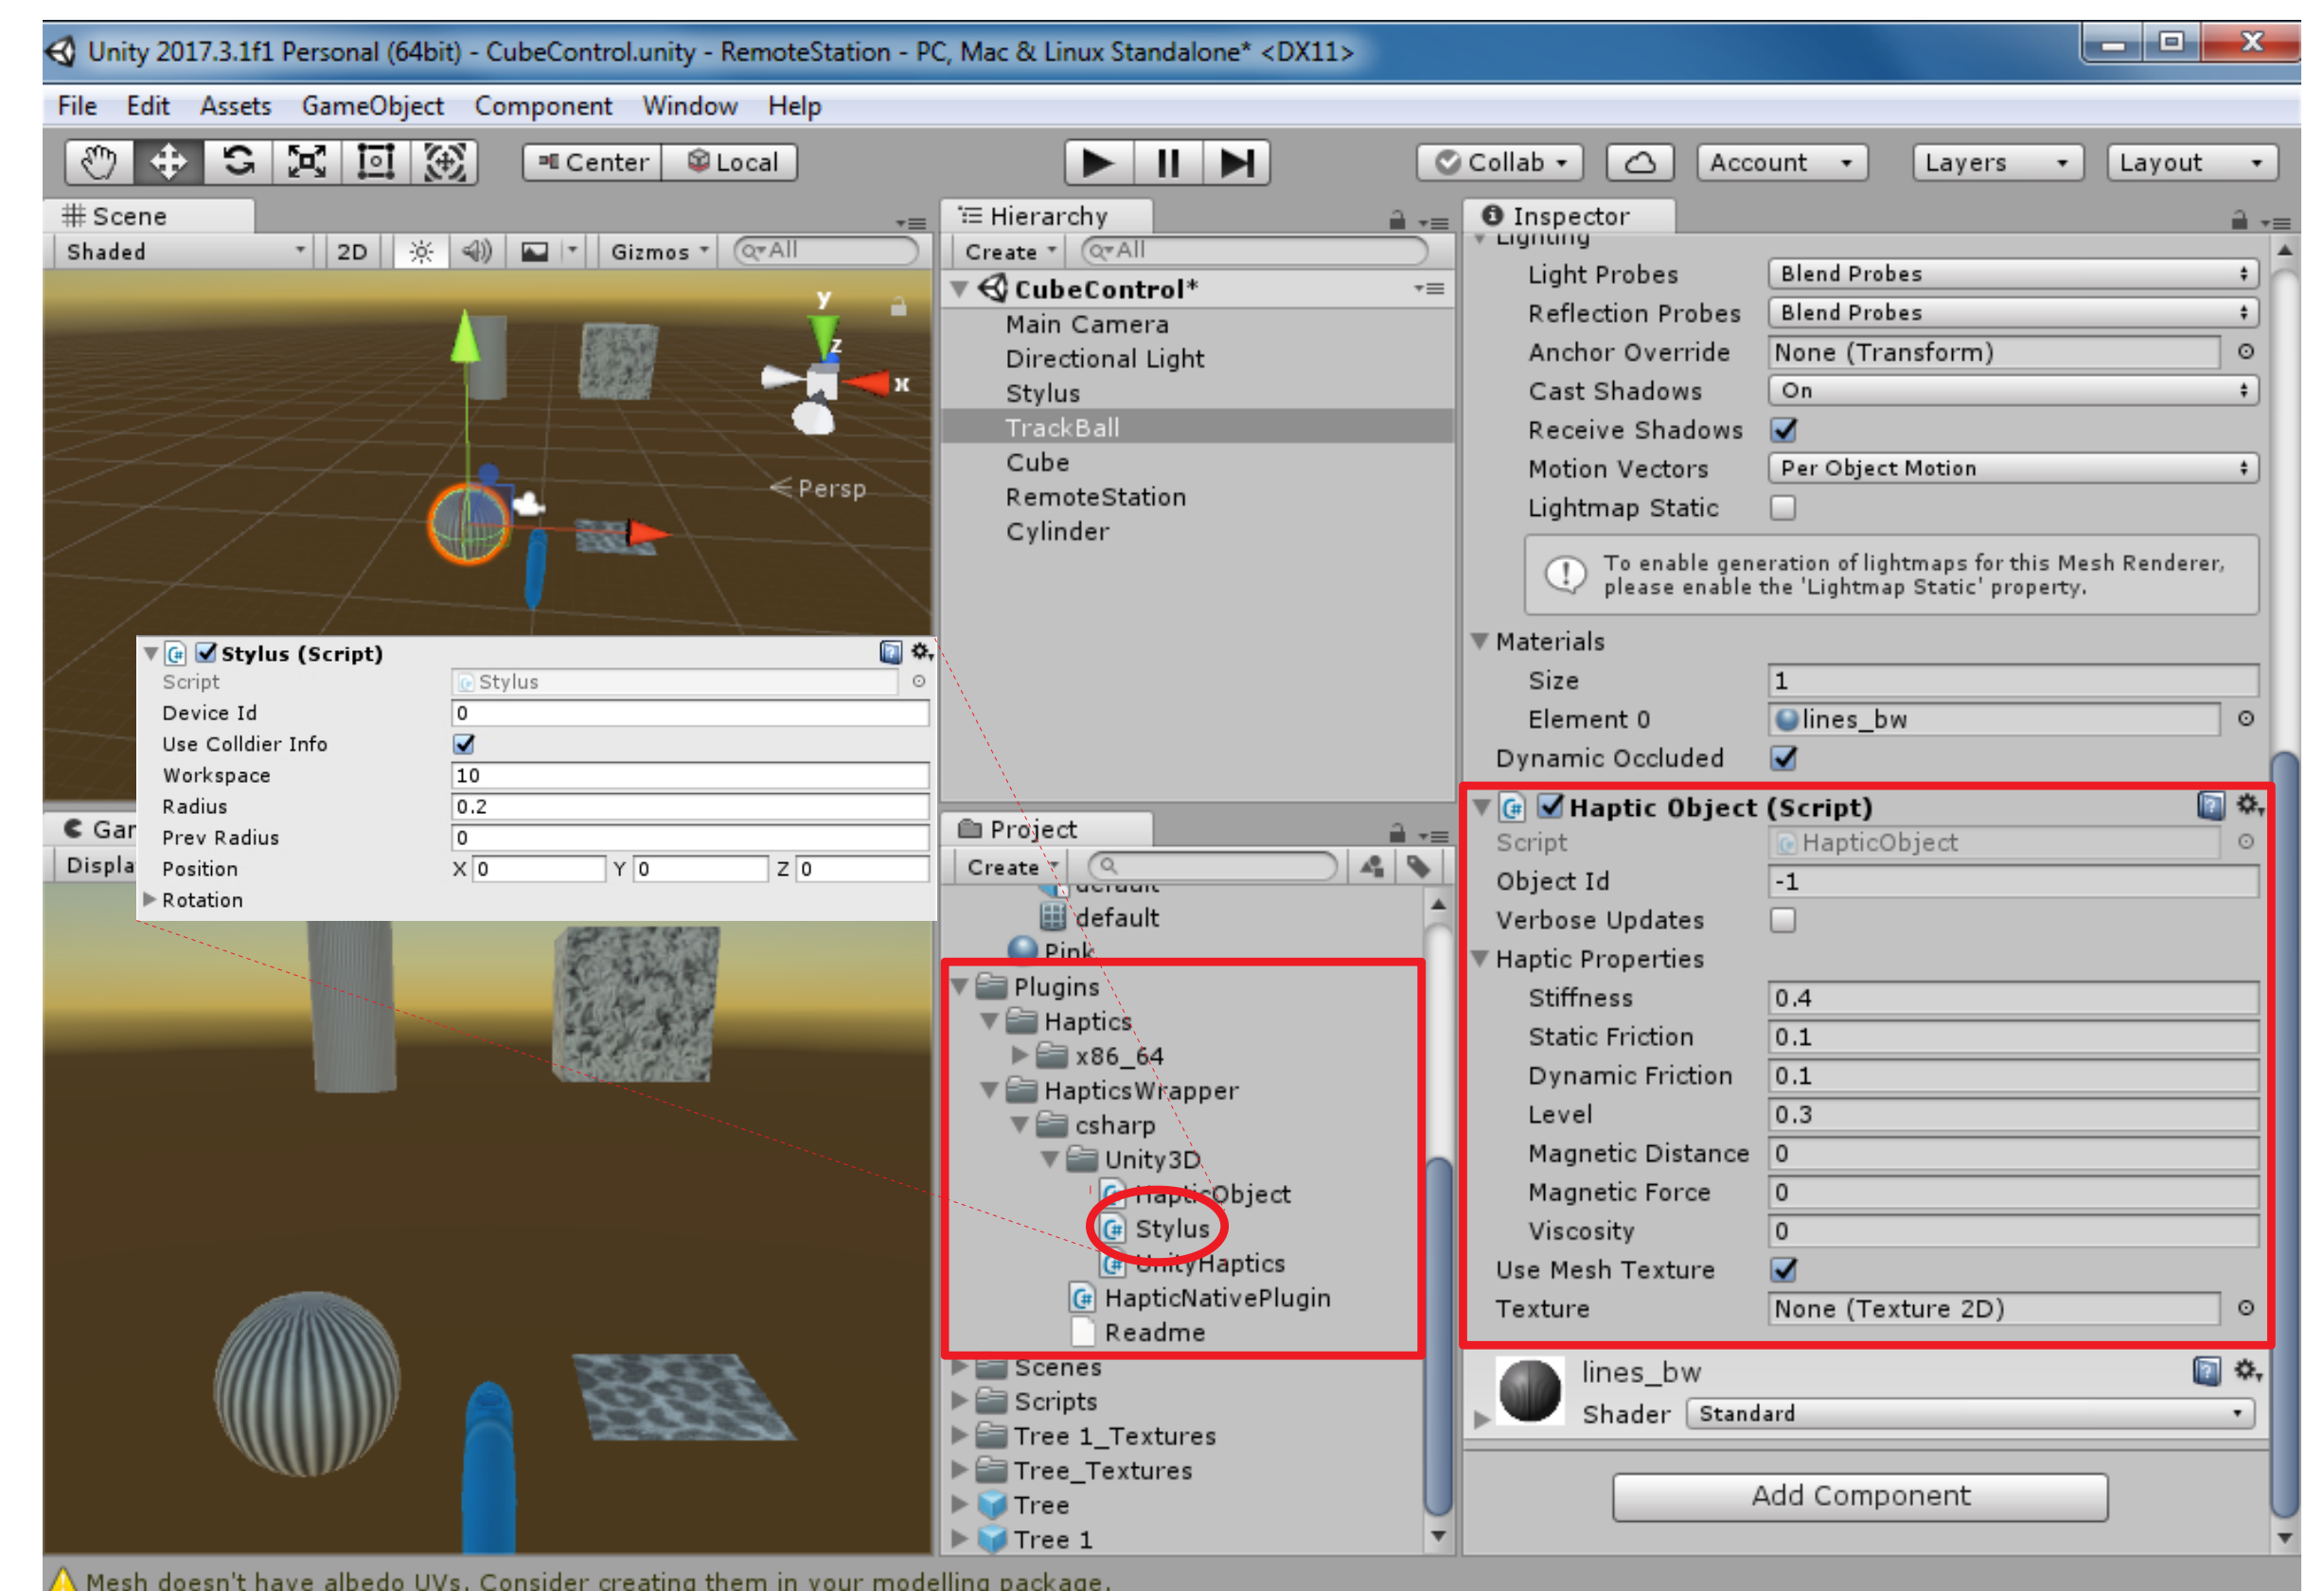 Unity 2017.3.1f1 Personal (64bit) - CubeControl.unity - RemoteStation - PC, Mac & Linux Standalone* <DX11>
File Edit Assets GameObject Component Window Help
Center Local Collab Account Layers Layout
Scene
Shaded 2D Gizmos All
y
z
x
Persp
Stylus (Script)
Script Stylus
Device Id 0
Use Colldier Info
Workspace 10
Radius 0.2
Prev Radius 0
Position X 0 Y 0 Z 0
Rotation
Gar
Displa
Hierarchy
Create All
CubeControl*
Main Camera
Directional Light
Stylus
TrackBall
Cube
RemoteStation
Cylinder
Project
Create
default
default
Pink
Plugins
Haptics
x86_64
HapticsWrapper
csharp
Unity3D
HapticObject
Stylus
UnityHaptics
HapticNativePlugin
Readme
Scenes
Scripts
Tree 1_Textures
Tree_Textures
Tree
Tree 1
Inspector
Lighting
Light Probes Blend Probes
Reflection Probes Blend Probes
Anchor Override None (Transform)
Cast Shadows On
Receive Shadows
Motion Vectors Per Object Motion
Lightmap Static
To enable generation of lightmaps for this Mesh Renderer,
please enable the 'Lightmap Static' property.
Materials
Size 1
Element 0 lines_bw
Dynamic Occluded
Haptic Object (Script)
Script HapticObject
Object Id -1
Verbose Updates
Haptic Properties
Stiffness 0.4
Static Friction 0.1
Dynamic Friction 0.1
Level 0.3
Magnetic Distance 0
Magnetic Force 0
Viscosity 0
Use Mesh Texture
Texture None (Texture 2D)
lines_bw
Shader Standard
Add Component
Mesh doesn't have albedo UVs. Consider creating them in your modelling package.